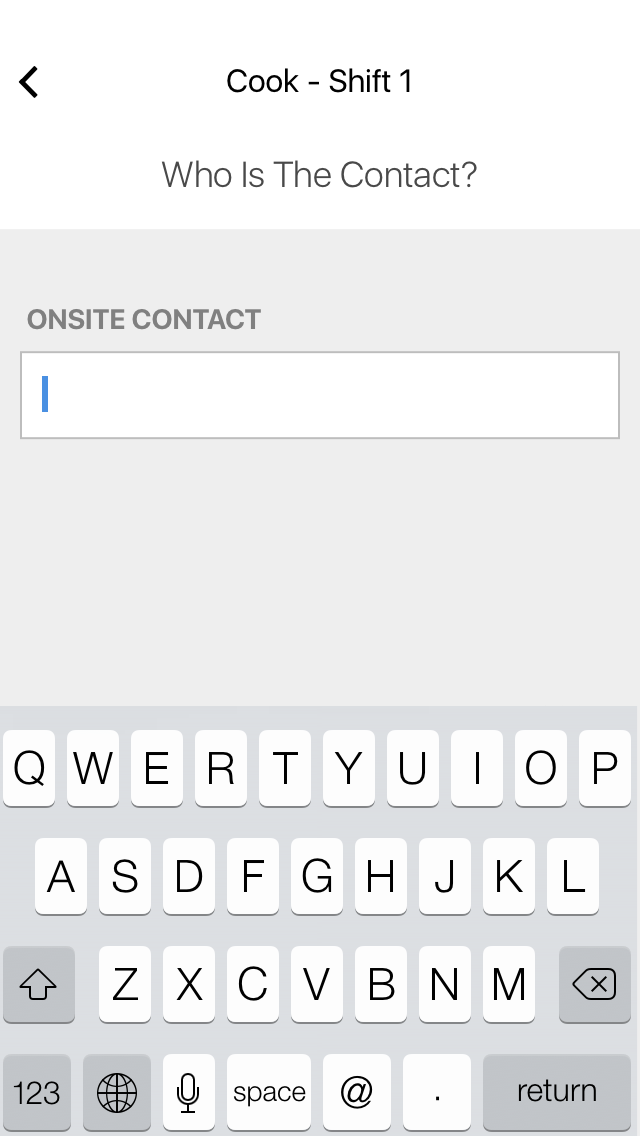 Cook - Shift 1
Who Is The Contact?
ONSITE CONTACT
Q W E R T Y U I O P
A S D F G H J K L
Z X C V B N M
123 space @ . return